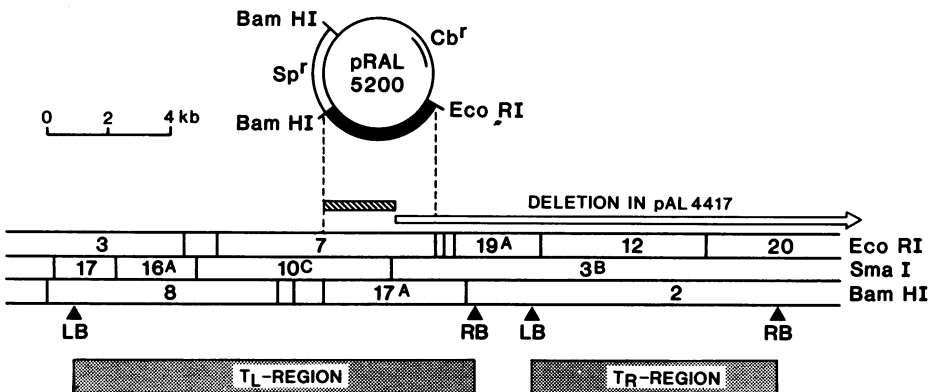 Bam HI
Cbʳ
pRAL
5200
Spʳ
0 2 4 kb
Bam HI
Eco RI
DELETION IN pAL 4417
3 7 19A 12 20 Eco RI
17 16A 10C 3B Sma I
8 17A 2 Bam HI
LB RB LB RB
TL-REGION TR-REGION